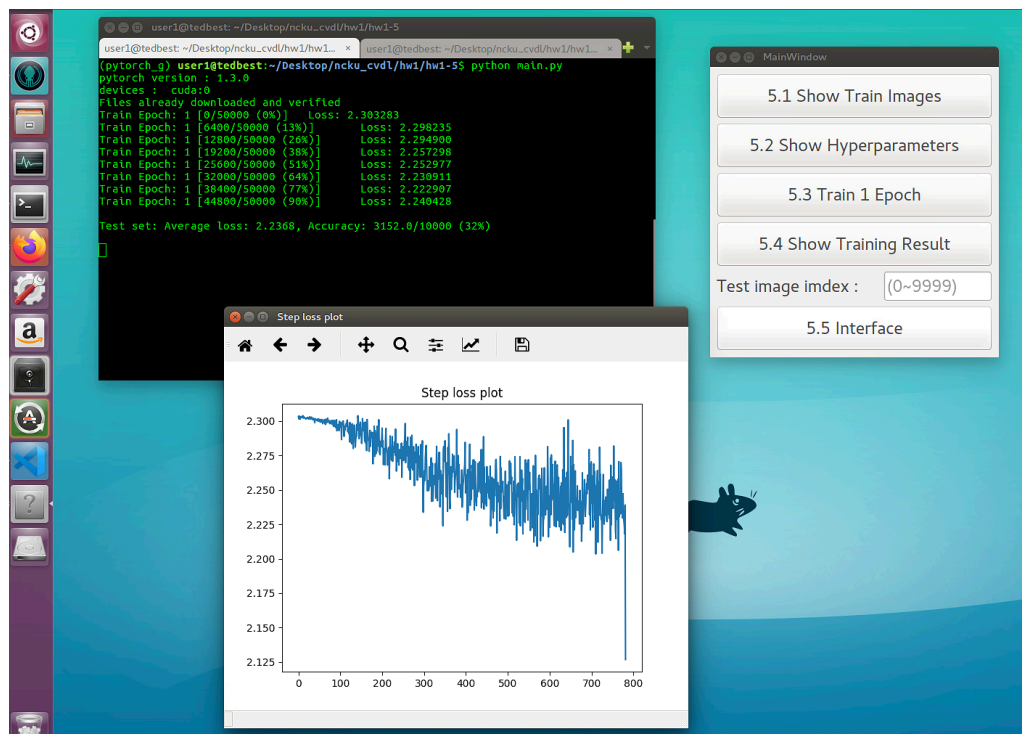 user1@tedbest: ~/Desktop/ncku_cvdl/hw1/hw1-5
user1@tedbest: ~/Desktop/ncku_cvdl/hw1/hw1... × user1@tedbest: ~/Desktop/ncku_cvdl/hw1/hw1... ×
(pytorch_g) user1@tedbest:~/Desktop/ncku_cvdl/hw1/hw1-5$ python main.py
pytorch version : 1.3.0
devices :  cuda:0
Files already downloaded and verified
Train Epoch: 1 [0/50000 (0%)]   Loss: 2.303283
Train Epoch: 1 [6400/50000 (13%)]       Loss: 2.298235
Train Epoch: 1 [12800/50000 (26%)]      Loss: 2.294900
Train Epoch: 1 [19200/50000 (38%)]      Loss: 2.257298
Train Epoch: 1 [25600/50000 (51%)]      Loss: 2.252977
Train Epoch: 1 [32000/50000 (64%)]      Loss: 2.230911
Train Epoch: 1 [38400/50000 (77%)]      Loss: 2.222907
Train Epoch: 1 [44800/50000 (90%)]      Loss: 2.240428
Test set: Average loss: 2.2368, Accuracy: 3152.0/10000 (32%)
MainWindow
5.1 Show Train Images
5.2 Show Hyperparameters
5.3 Train 1 Epoch
5.4 Show Training Result
Test image imdex : (0~9999)
5.5 Interface
Step loss plot
Step loss plot
2.300
2.275
2.250
2.225
2.200
2.175
2.150
2.125
0 100 200 300 400 500 600 700 800